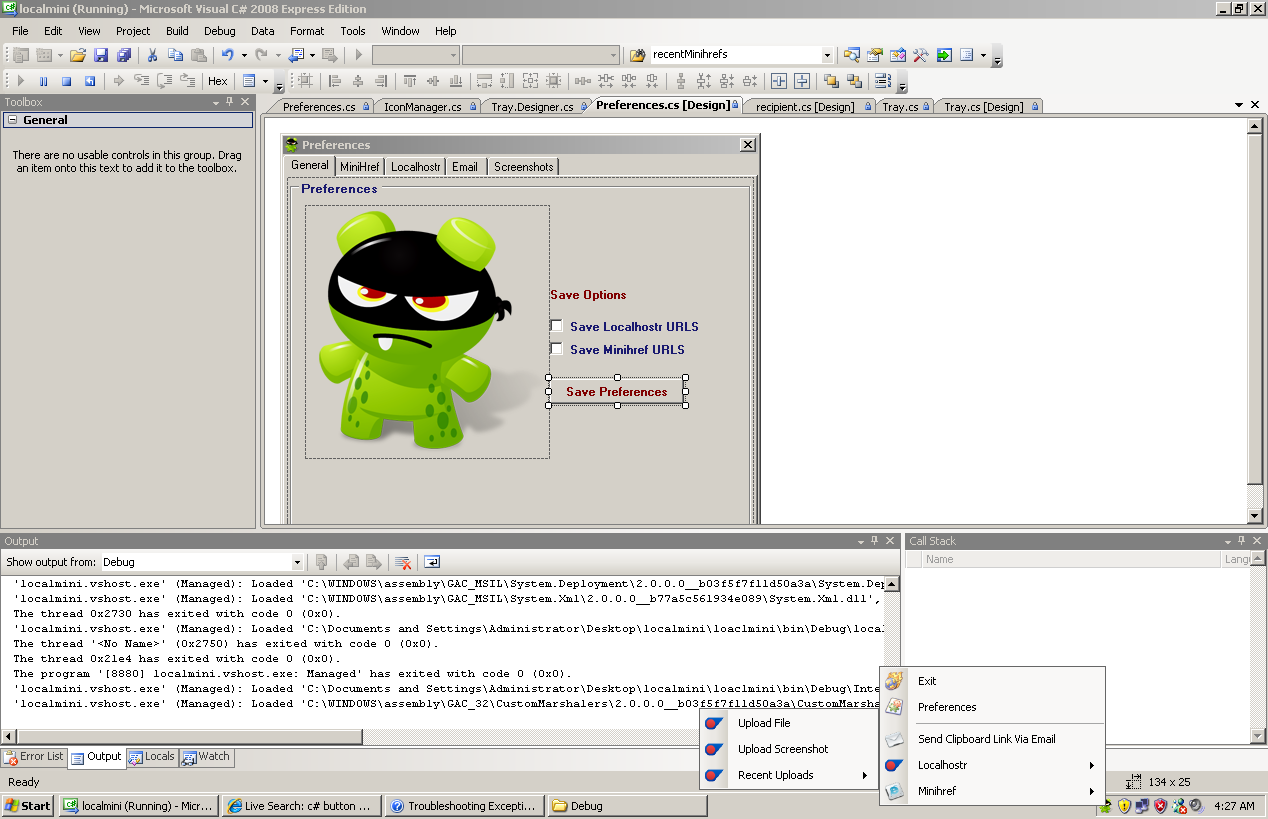 localmini (Running) - Microsoft Visual C# 2008 Express Edition
File Edit View Project Build Debug Data Format Tools Window Help
recentMinihrefs
Hex
Toolbox
General
There are no usable controls in this group. Drag
an item onto this text to add it to the toolbox.
Preferences.cs IconManager.cs Tray.Designer.cs Preferences.cs [Design] recipient.cs [Design] Tray.cs Tray.cs [Design]
Preferences
General MiniHref Localhostr Email Screenshots
Preferences
Save Options
Save Localhostr URLS
Save Minihref URLS
Save Preferences
Output
Show output from: Debug
'localmini.vshost.exe' (Managed): Loaded 'C:\WINDOWS\assembly\GAC_MSIL\System.Deployment\2.0.0.0__b03f5f7f11d50a3a\System.Dep
'localmini.vshost.exe' (Managed): Loaded 'C:\WINDOWS\assembly\GAC_MSIL\System.Xml\2.0.0.0__b77a5c561934e089\System.Xml.dll',
The thread 0x2730 has exited with code 0 (0x0).
'localmini.vshost.exe' (Managed): Loaded 'C:\Documents and Settings\Administrator\Desktop\localmini\loaclmini\bin\Debug\local
The thread '<No Name>' (0x2750) has exited with code 0 (0x0).
The thread 0x21e4 has exited with code 0 (0x0).
The program '[8880] localmini.vshost.exe: Managed' has exited with code 0 (0x0).
'localmini.vshost.exe' (Managed): Loaded 'C:\Documents and Settings\Administrator\Desktop\localmini\loaclmini\bin\Debug\Inte
'localmini.vshost.exe' (Managed): Loaded 'C:\WINDOWS\assembly\GAC_32\CustomMarshalers\2.0.0.0__b03f5f7f11d50a3a\CustomMarshal
Call Stack
Name Langu
Exit
Preferences
Send Clipboard Link Via Email
Localhostr
Minihref
Upload File
Upload Screenshot
Recent Uploads
Error List Output Locals Watch
Ready 134 x 25
Start localmini (Running) - Micr... Live Search: c# button ... Troubleshooting Excepti... Debug 4:27 AM